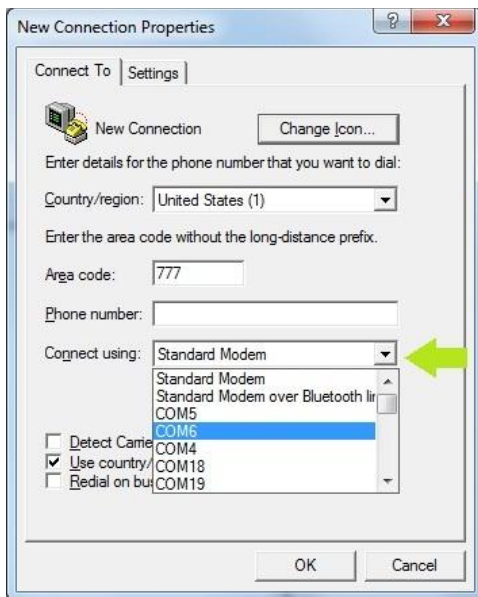 New Connection Properties
?
X
Connect To
Settings
New Connection
Change Icon...
Enter details for the phone number that you want to dial:
Country/region: United States (1)
Enter the area code without the long-distance prefix.
Area code: 777
Phone number:
Connect using: Standard Modem
Standard Modem
Standard Modem over Bluetooth lin
COM5
COM6
Detect Carrie
COM4
Use country/
COM18
Redial on bus
COM19
OK
Cancel